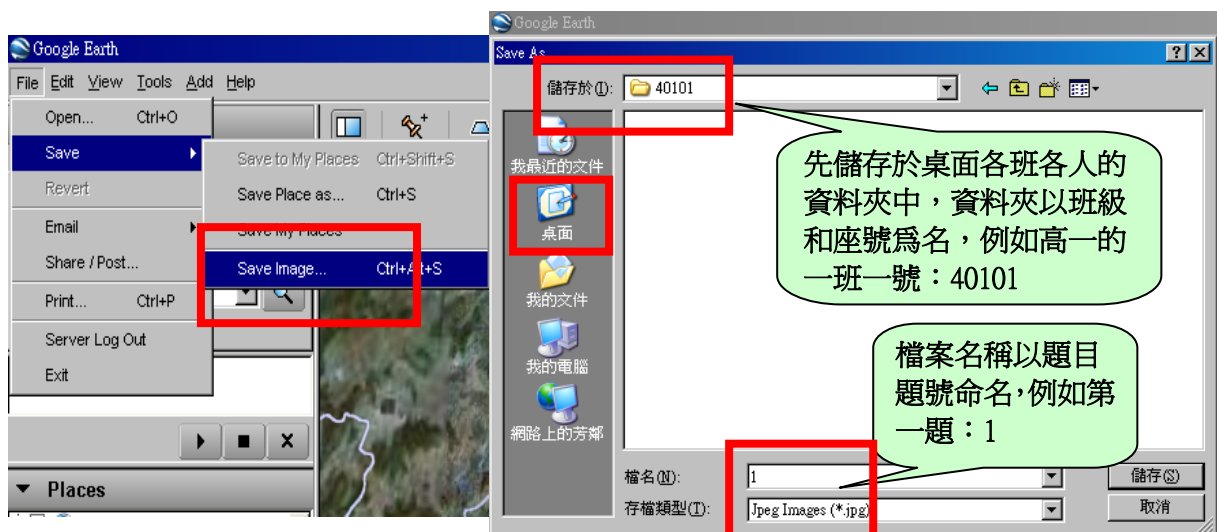 Google Earth
File Edit View Tools Add Help
Open... Ctrl+O
Save
Revert
Email
Share / Post...
Print... Ctrl+P
Server Log Out
Exit
Save to My Places Ctrl+Shift+S
Save Place as... Ctrl+S
Save My Places
Save Image... Ctrl+Alt+S
Places
Google Earth
Save As
儲存於(I): 40101
我最近的文件
桌面
我的文件
我的電腦
網路上的芳鄰
先儲存於桌面各班各人的
資料夾中,資料夾以班級
和座號爲名,例如高一的
一班一號:40101
檔案名稱以題目
題號命名,例如第
一題:1
檔名(N): 1 儲存(S)
存檔類型(T): Jpeg Images (*.jpg) 取消